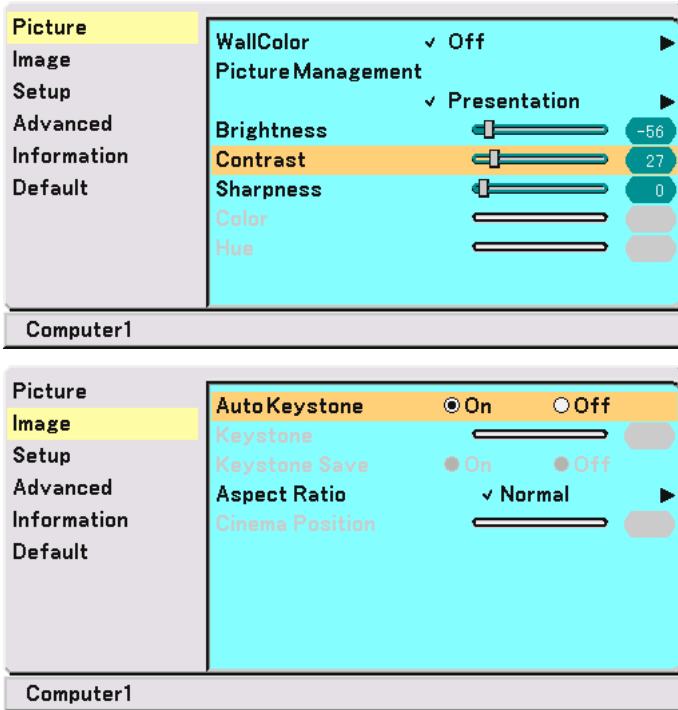 Picture
Image
Setup
Advanced
Information
Default
WallColor Off
Picture Management
Presentation
Brightness -56
Contrast 27
Sharpness 0
Color
Hue
Computer1
Picture
Image
Setup
Advanced
Information
Default
Auto Keystone On Off
Keystone
Keystone Save On Off
Aspect Ratio Normal
Cinema Position
Computer1